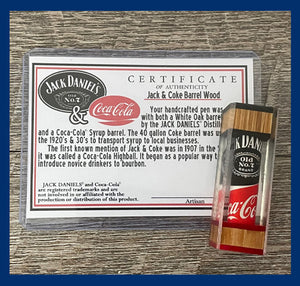 JACK DANIEL'S
OLD
No.7
&
Coca-Cola
CERTIFICATE
OF AUTHENTICITY
Jack & Coke Barrel Wood
Your handcrafted pen was
with both a White Oak barrel
by the JACK DANIELS' Distill
and a Coca-Cola® Syrup barrel. The 40 gallon Coke barrel was u
the 1920's & 30's to transport syrup to local businesses.
The first known mention of Jack & Coke was in 1907 in
it was called a Coca-Cola Highball. It began as a popular way t
introduce novice drinkers to bourbon.
JACK DANIELS® and Coca-Cola®
are registered trademarks and are
not involved in or affiliated with the
production or distribution of this product.
Artisan
JACK DANIEL'S
Old
No.7
BRAND
Coca-Co